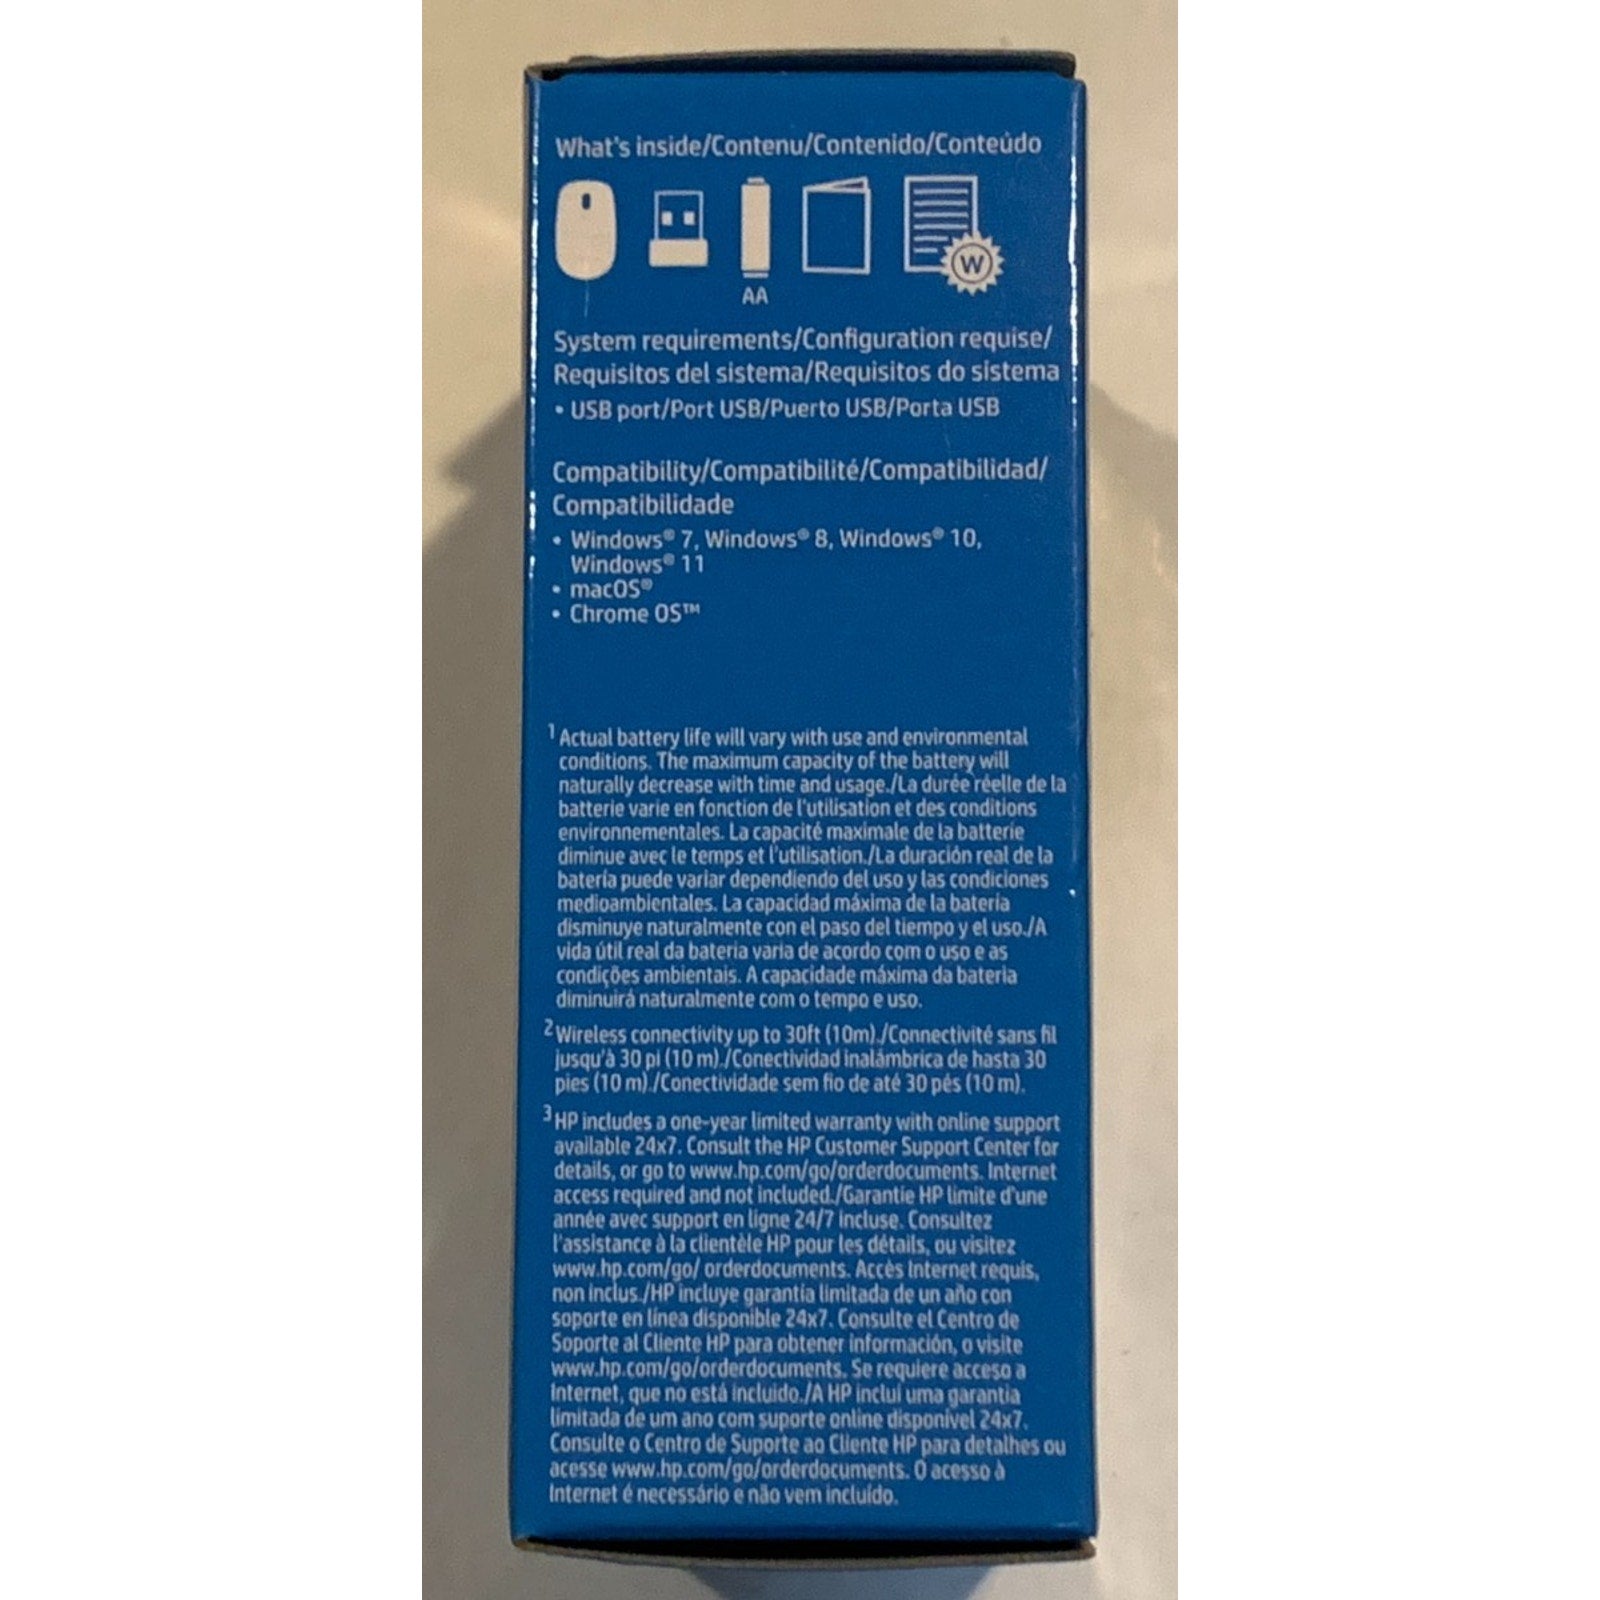 What's inside/Contenu/Contenido/Conteúdo
AA
W
System requirements/Configuration requise/
Requisitos del sistema/Requisitos do sistema
• USB port/Port USB/Puerto USB/Porta USB
Compatibility/Compatibilité/Compatibilidad/
Compatibilidade
• Windows® 7, Windows® 8, Windows® 10,
Windows® 11
• macOS®
• Chrome OS™
1 Actual battery life will vary with use and environmental
conditions. The maximum capacity of the battery will
naturally decrease with time and usage./La durée réelle de la
batterie varie en fonction de l'utilisation et des conditions
environnementales. La capacité maximale de la batterie
diminue avec le temps et l'utilisation./La duración real de la
batería puede variar dependiendo del uso y las condiciones
medioambientales. La capacidad máxima de la batería
disminuye naturalmente con el paso del tiempo y el uso./A
vida útil real da bateria varia de acordo com o uso e as
condições ambientais. A capacidade máxima da bateria
diminuirá naturalmente com o tempo e uso.
2 Wireless connectivity up to 30ft (10m)./Connectivité sans fil
jusqu'à 30 pi (10 m)./Conectividad inalámbrica de hasta 30
pies (10 m)./Conectividade sem fio de até 30 pés (10 m).
3 HP includes a one-year limited warranty with online support
available 24x7. Consult the HP Customer Support Center for
details, or go to www.hp.com/go/orderdocuments. Internet
access required and not included./Garantie HP limite d'une
année avec support en ligne 24/7 incluse. Consultez
l'assistance à la clientèle HP pour les détails, ou visitez
www.hp.com/go/ orderdocuments. Accès Internet requis,
non inclus./HP incluye garantía limitada de un año con
soporte en línea disponible 24x7. Consulte el Centro de
Soporte al Cliente HP para obtener información, o visite
www.hp.com/go/orderdocuments. Se requiere acceso a
Internet, que no está incluido./A HP inclui uma garantia
limitada de um ano com suporte online disponível 24x7.
Consulte o Centro de Suporte ao Cliente HP para detalhes ou
acesse www.hp.com/go/orderdocuments. O acesso à
Internet é necessário e não vem incluído.